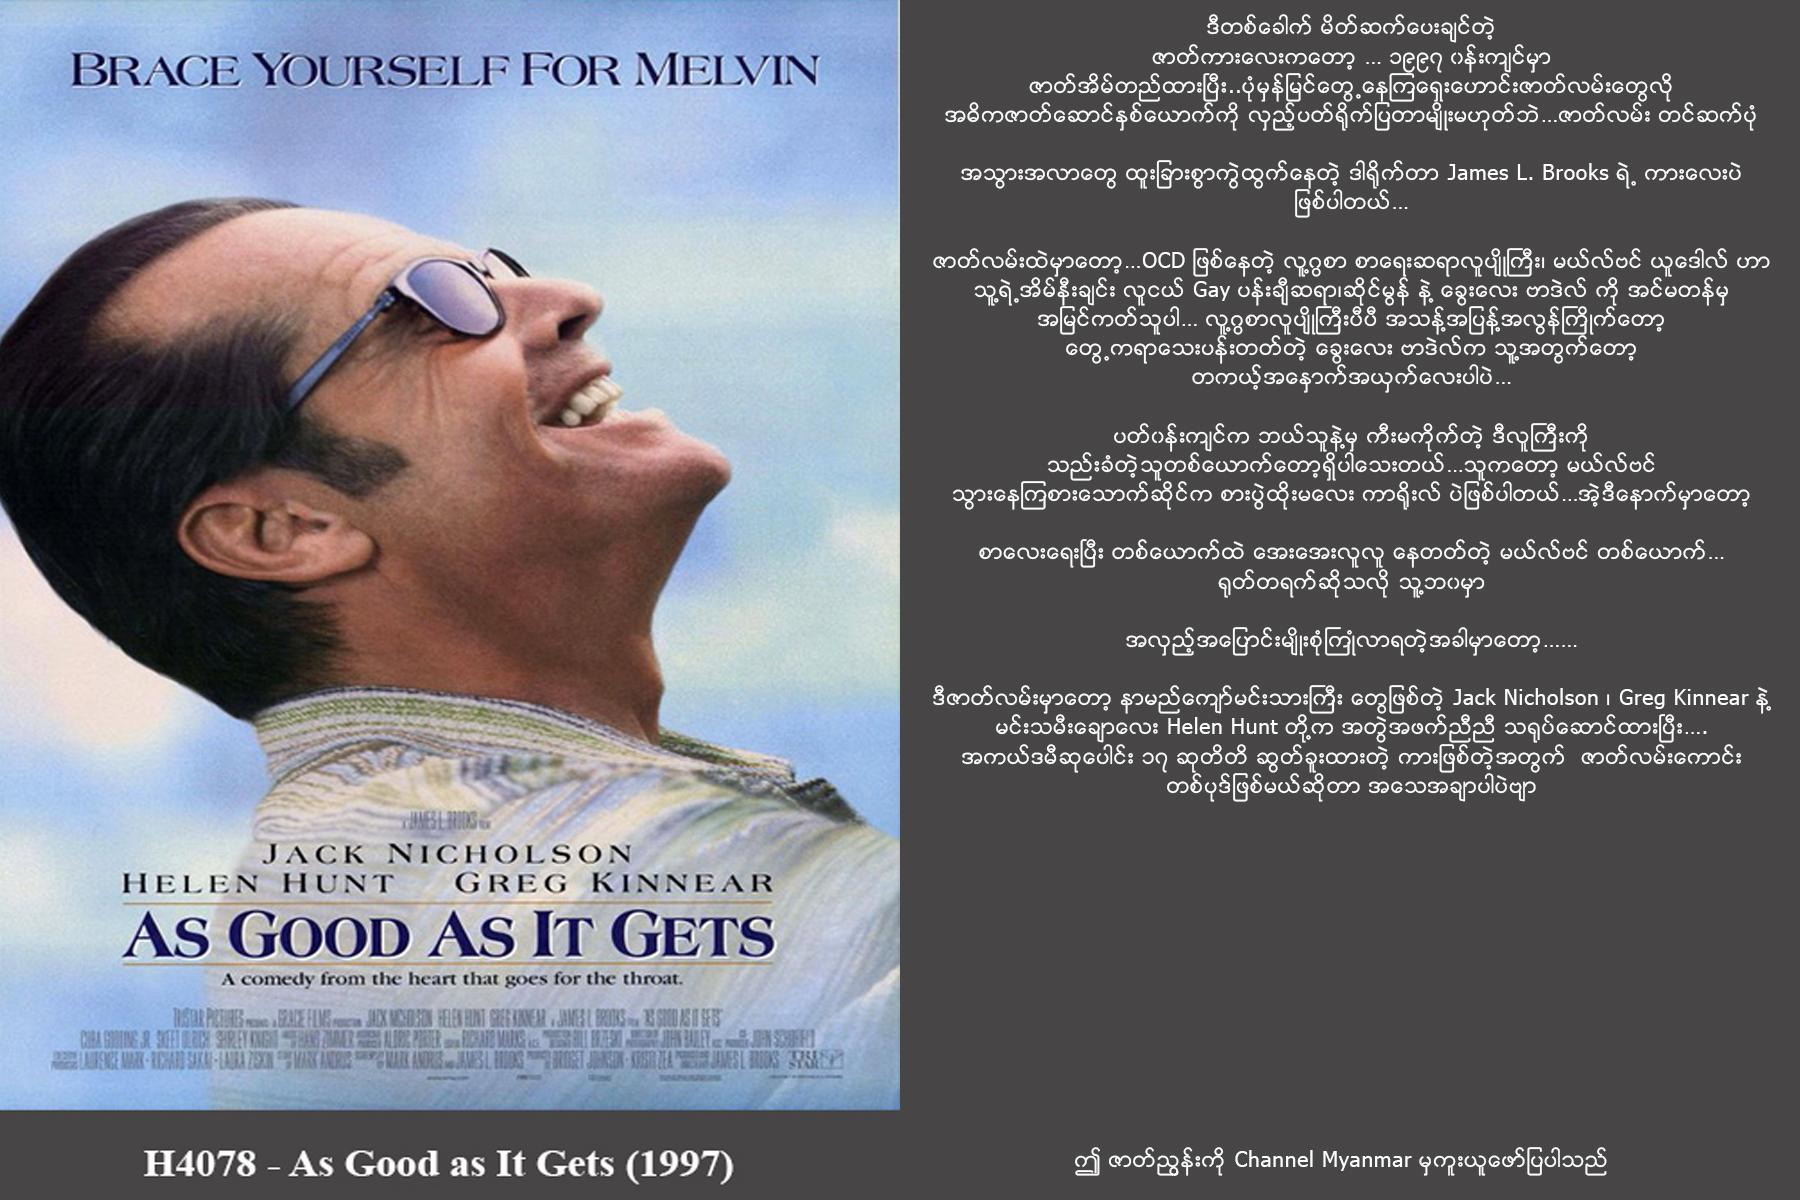 BRACE YOURSELF FOR MELVIN
A JAMES L. BROOKS FILM
JACK NICHOLSON
HELEN HUNT GREG KINNEAR
AS GOOD AS IT GETS
A comedy from the heart that goes for the throat.
H4078 - As Good as It Gets (1997)
ဒီတစ်ခေါက် မိတ်ဆက်ပေးချင်တဲ့
ဇာတ်ကားလေးကတော့ ... ၁၉၉၇ ဝန်းကျင်မှာ
ဇာတ်အိမ်တည်ထားပြီး..ပုံမှန်မြင်တွေ့နေကြရှေးဟောင်းဇာတ်လမ်းတွေလို
အဓိကဇာတ်ဆောင်နှစ်ယောက်ကို လှည့်ပတ်ရိုက်ပြတာမျိုးမဟုတ်ဘဲ...ဇာတ်လမ်း တင်ဆက်ပုံ
အသွားအလာတွေ ထူးခြားစွာကွဲထွက်နေတဲ့ ဒါရိုက်တာ James L. Brooks ရဲ့ ကားလေးပဲ
ဖြစ်ပါတယ်...
ဇာတ်လမ်းထဲမှာတော့...OCD ဖြစ်နေတဲ့ လူ့ဂွစာ စာရေးဆရာလူပျိုကြီး၊ မယ်လ်ဗင် ယူဒေါလ် ဟာ
သူ့ရဲ့အိမ်နီးချင်း လူငယ် Gay ပန်းချီဆရာ၊ဆိုင်မွန် နဲ့ ခွေးလေး ဗာဒဲလ် ကို အင်မတန်မှ
အမြင်ကတ်သူပါ... လူ့ဂွစာလူပျိုကြီးပီပီ အသန့်အပြန့်အလွန်ကြိုက်တော့
တွေ့ကရာသေးပန်းတတ်တဲ့ ခွေးလေး ဗာဒဲလ်က သူ့အတွက်တော့
တကယ့်အနှောက်အယှက်လေးပါပဲ...
ပတ်ဝန်းကျင်က ဘယ်သူနဲ့မှ ကီးမကိုက်တဲ့ ဒီလူကြီးကို
သည်းခံတဲ့သူတစ်ယောက်တော့ရှိပါသေးတယ်...သူကတော့ မယ်လ်ဗင်
သွားနေကြစားသောက်ဆိုင်က စားပွဲထိုးမလေး ကာရိုးလ် ပဲဖြစ်ပါတယ်...အဲ့ဒီနောက်မှာတော့
စာလေးရေးပြီး တစ်ယောက်ထဲ အေးအေးလူလူ နေတတ်တဲ့ မယ်လ်ဗင် တစ်ယောက်...
ရုတ်တရက်ဆိုသလို သူ့ဘဝမှာ
အလှည့်အပြောင်းမျိုးစုံကြုံလာရတဲ့အခါမှာတော့......
ဒီဇာတ်လမ်းမှာတော့ နာမည်ကျော်မင်းသားကြီး တွေဖြစ်တဲ့ Jack Nicholson ၊ Greg Kinnear နဲ့
မင်းသမီးချောလေး Helen Hunt တို့က အတွဲအဖက်ညီညီ သရုပ်ဆောင်ထားပြီး....
အကယ်ဒမီဆုပေါင်း ၁၇ ဆုတိတိ ဆွတ်ခူးထားတဲ့ ကားဖြစ်တဲ့အတွက် ဇာတ်လမ်းကောင်း
တစ်ပုဒ်ဖြစ်မယ်ဆိုတာ အသေအချာပါပဲဗျာ
ဤ ဇာတ်ညွှန်းကို Channel Myanmar မှကူးယူဖော်ပြပါသည်